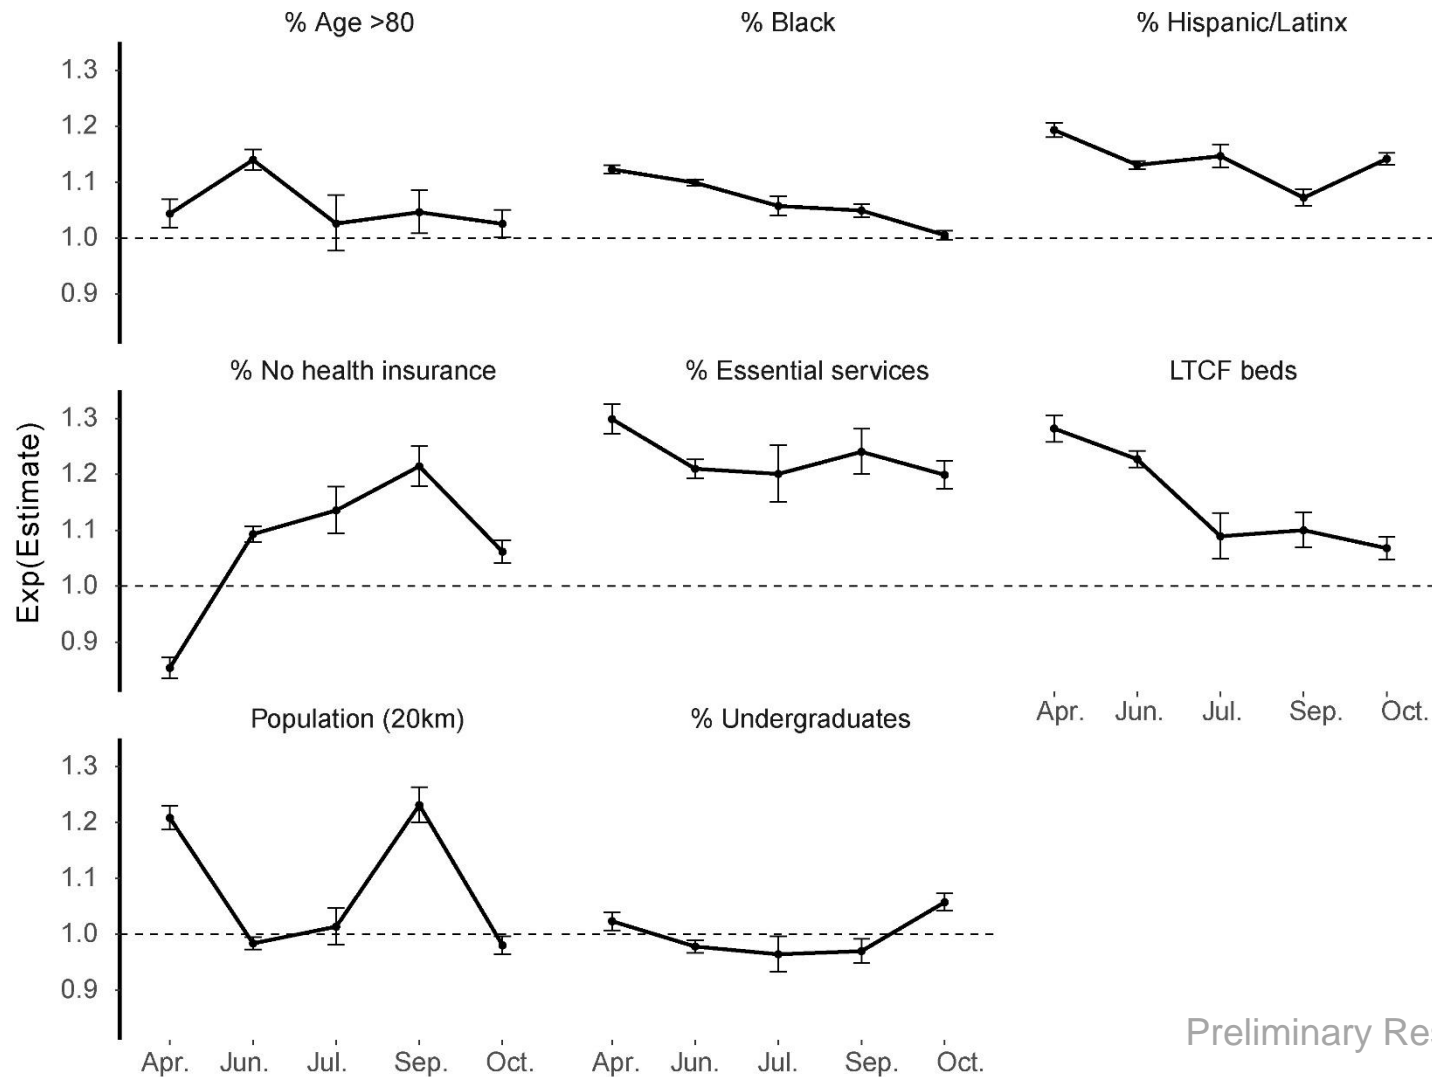 % Age >80
% Black
% Hispanic/Latinx
1.3
1.2
1.1
1.0
0.9
% No health insurance
% Essential services
LTCF beds
Exp(Estimate)
1.3
1.2
1.1
1.0
0.9
Apr. Jun. Jul. Sep. Oct.
Population (20km)
% Undergraduates
1.3
1.2
1.1
1.0
0.9
Apr. Jun. Jul. Sep. Oct.
Apr. Jun. Jul. Sep. Oct.
Preliminary Res